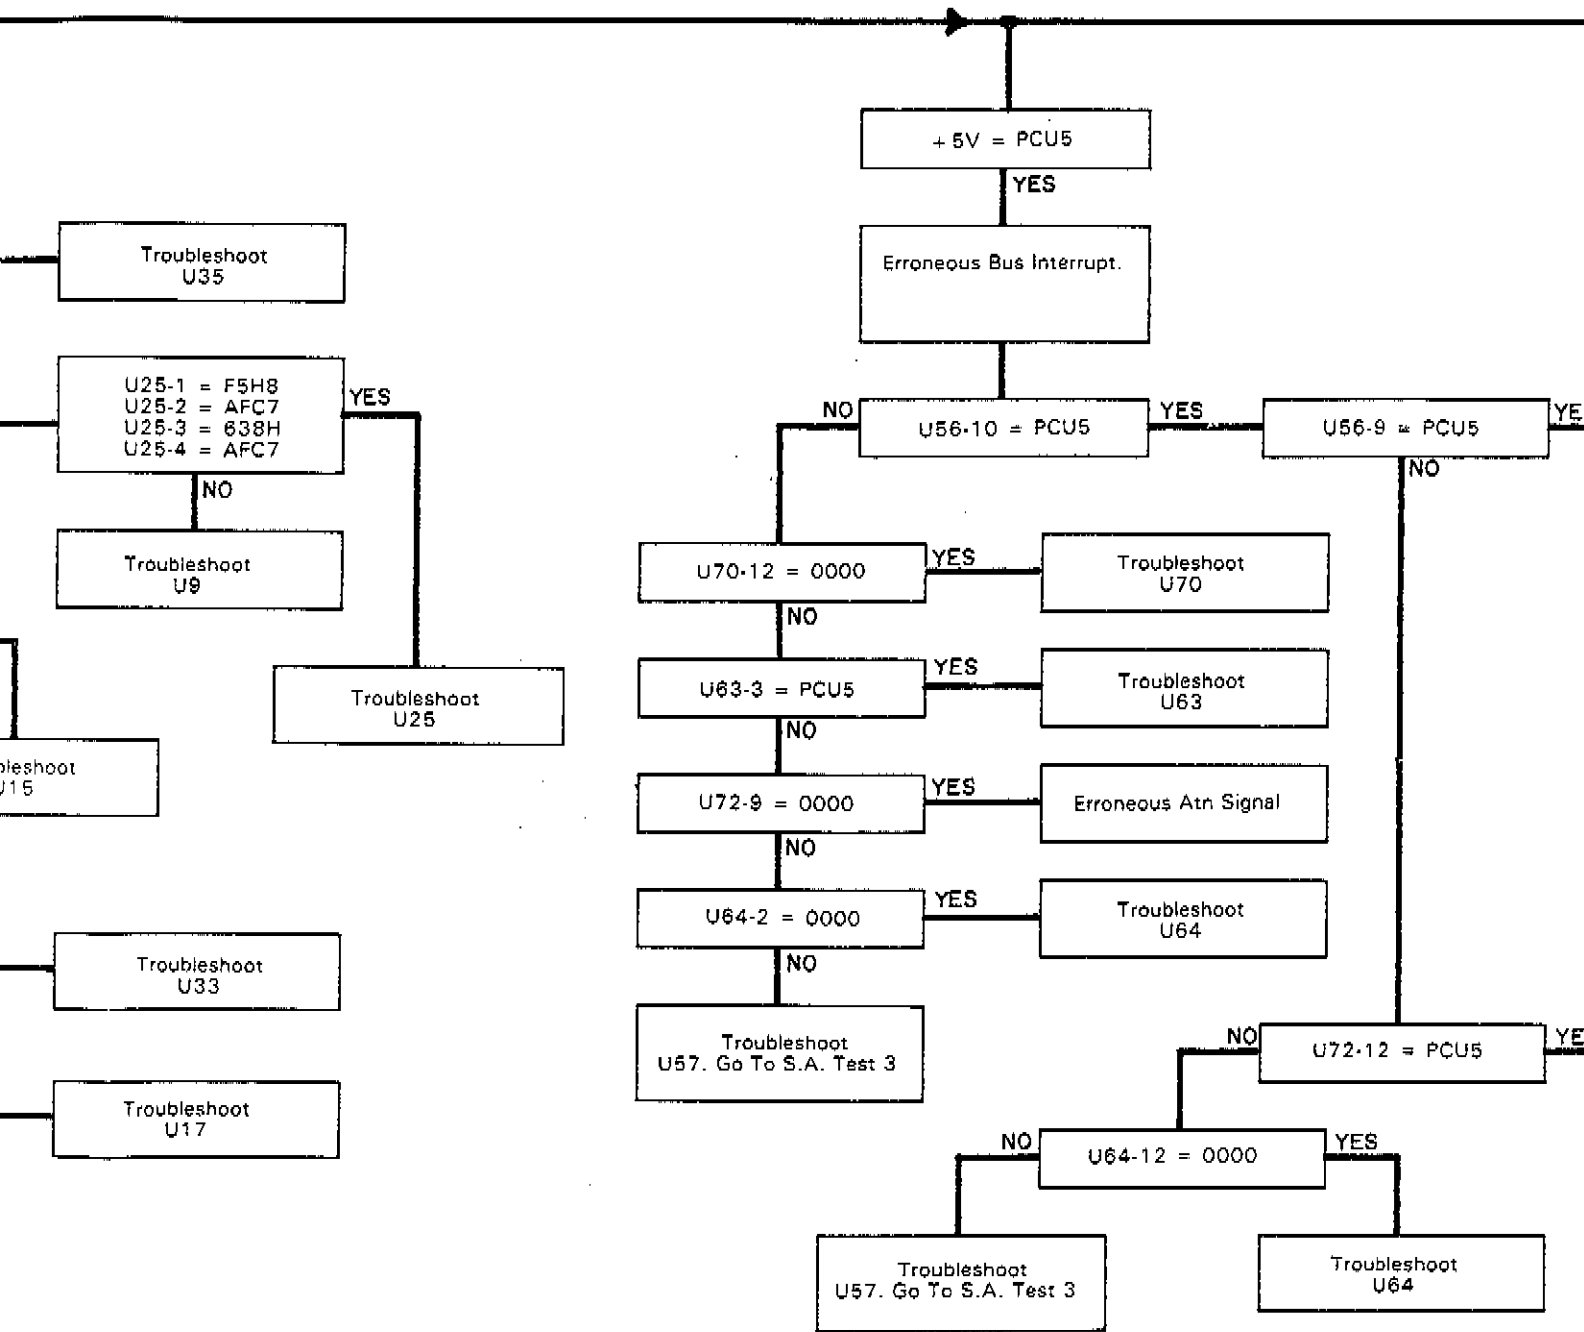 +5V = PCU5
YES
Erroneous Bus Interrupt.
Troubleshoot
U35
U25-1 = F5H8
U25-2 = AFC7
U25-3 = 638H
U25-4 = AFC7
YES
NO
Troubleshoot
U9
Troubleshoot
U25
bleshoot
U15
Troubleshoot
U33
Troubleshoot
U17
NO
U56-10 = PCU5
YES
U56-9 = PCU5
YE
NO
U70-12 = 0000
YES
Troubleshoot
U70
NO
U63-3 = PCU5
YES
Troubleshoot
U63
NO
U72-9 = 0000
YES
Erroneous Atn Signal
NO
U64-2 = 0000
YES
Troubleshoot
U64
NO
Troubleshoot
U57. Go To S.A. Test 3
NO
U72-12 = PCU5
YE
NO
U64-12 = 0000
YES
Troubleshoot
U57. Go To S.A. Test 3
Troubleshoot
U64